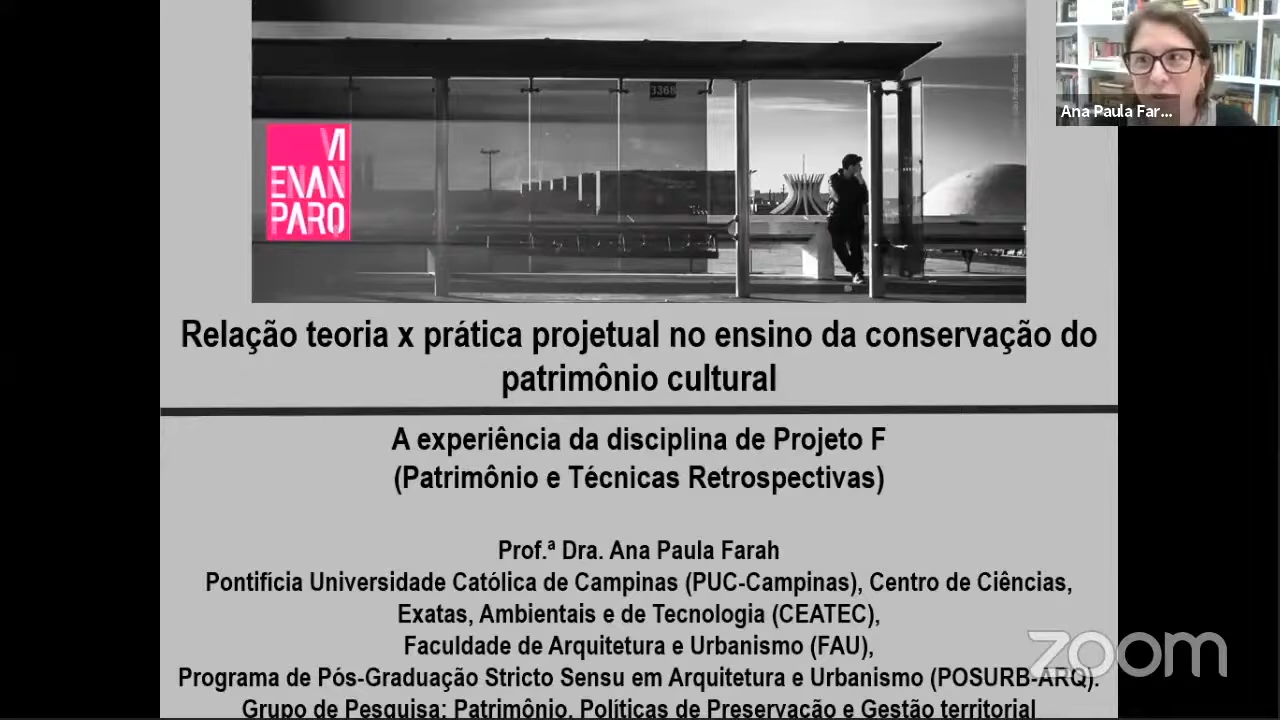 3368
VI
ENAN
PARQ
Ana Paula Far...
Relação teoria x prática projetual no ensino da conservação do
patrimônio cultural
A experiência da disciplina de Projeto F
(Patrimônio e Técnicas Retrospectivas)
Prof.ª Dra. Ana Paula Farah
Pontifícia Universidade Católica de Campinas (PUC-Campinas), Centro de Ciências,
Exatas, Ambientais e de Tecnologia (CEATEC),
Faculdade de Arquitetura e Urbanismo (FAU),
Programa de Pós-Graduação Stricto Sensu em Arquitetura e Urbanismo (POSURB-ARQ).
Grupo de Pesquisa: Patrimônio, Políticas de Preservação e Gestão territorial
zoom